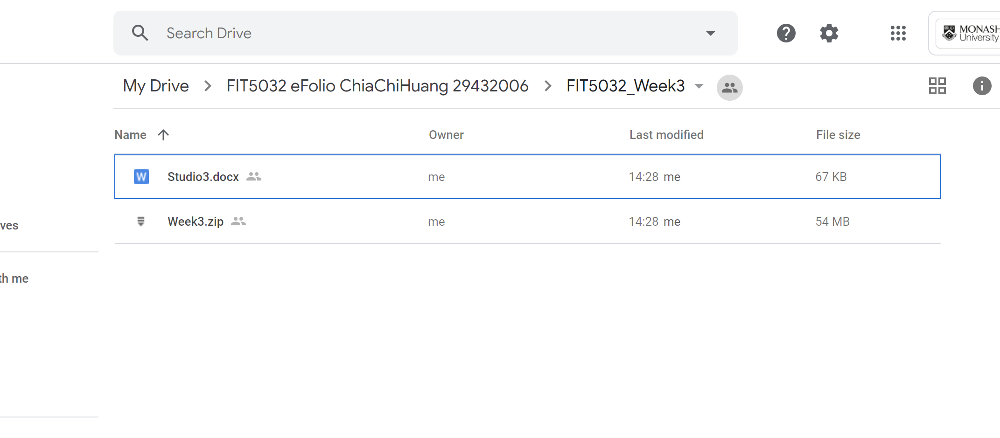 Search Drive
MONASH
University
My Drive > FIT5032 eFolio ChiaChiHuang 29432006 > FIT5032_Week3
Name Owner Last modified File size
W Studio3.docx me 14:28 me 67 KB
Week3.zip me 14:28 me 54 MB
ves
th me